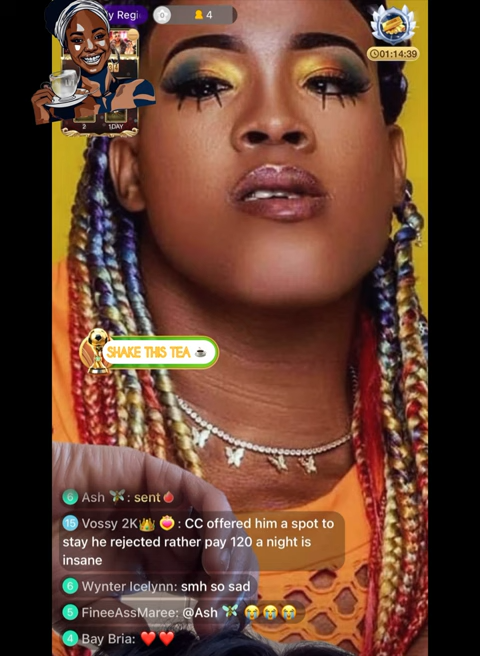 y Regi
4
01:14:39
2 1DAY
SHAKE THIS TEA ☕
6 Ash : sent
15 Vossy 2K👑 : CC offered him a spot to
stay he rejected rather pay 120 a night is
insane
6 Wynter Icelynn: smh so sad
5 FineeAssMaree: @Ash 😭😭😭
4 Bay Bria: ❤️❤️